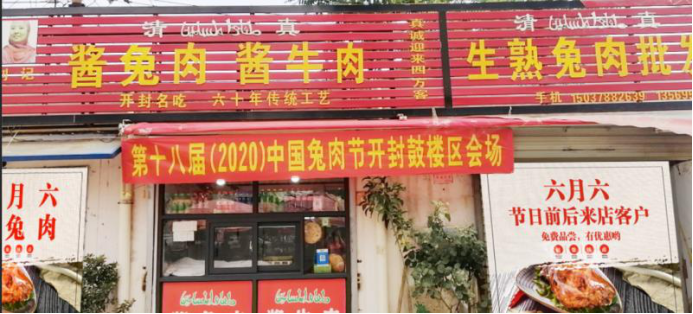 清 真
酱兔肉 酱牛肉
开封名吃 六十年传统工艺
真诚迎来四方客
记
清 真
生熟兔肉批发
手机 15037882639 13569
第十八届(2020)中国兔肉节开封鼓楼区会场
月六
兔肉
六月六
节日前后来店客户
免费品尝，有优惠哟